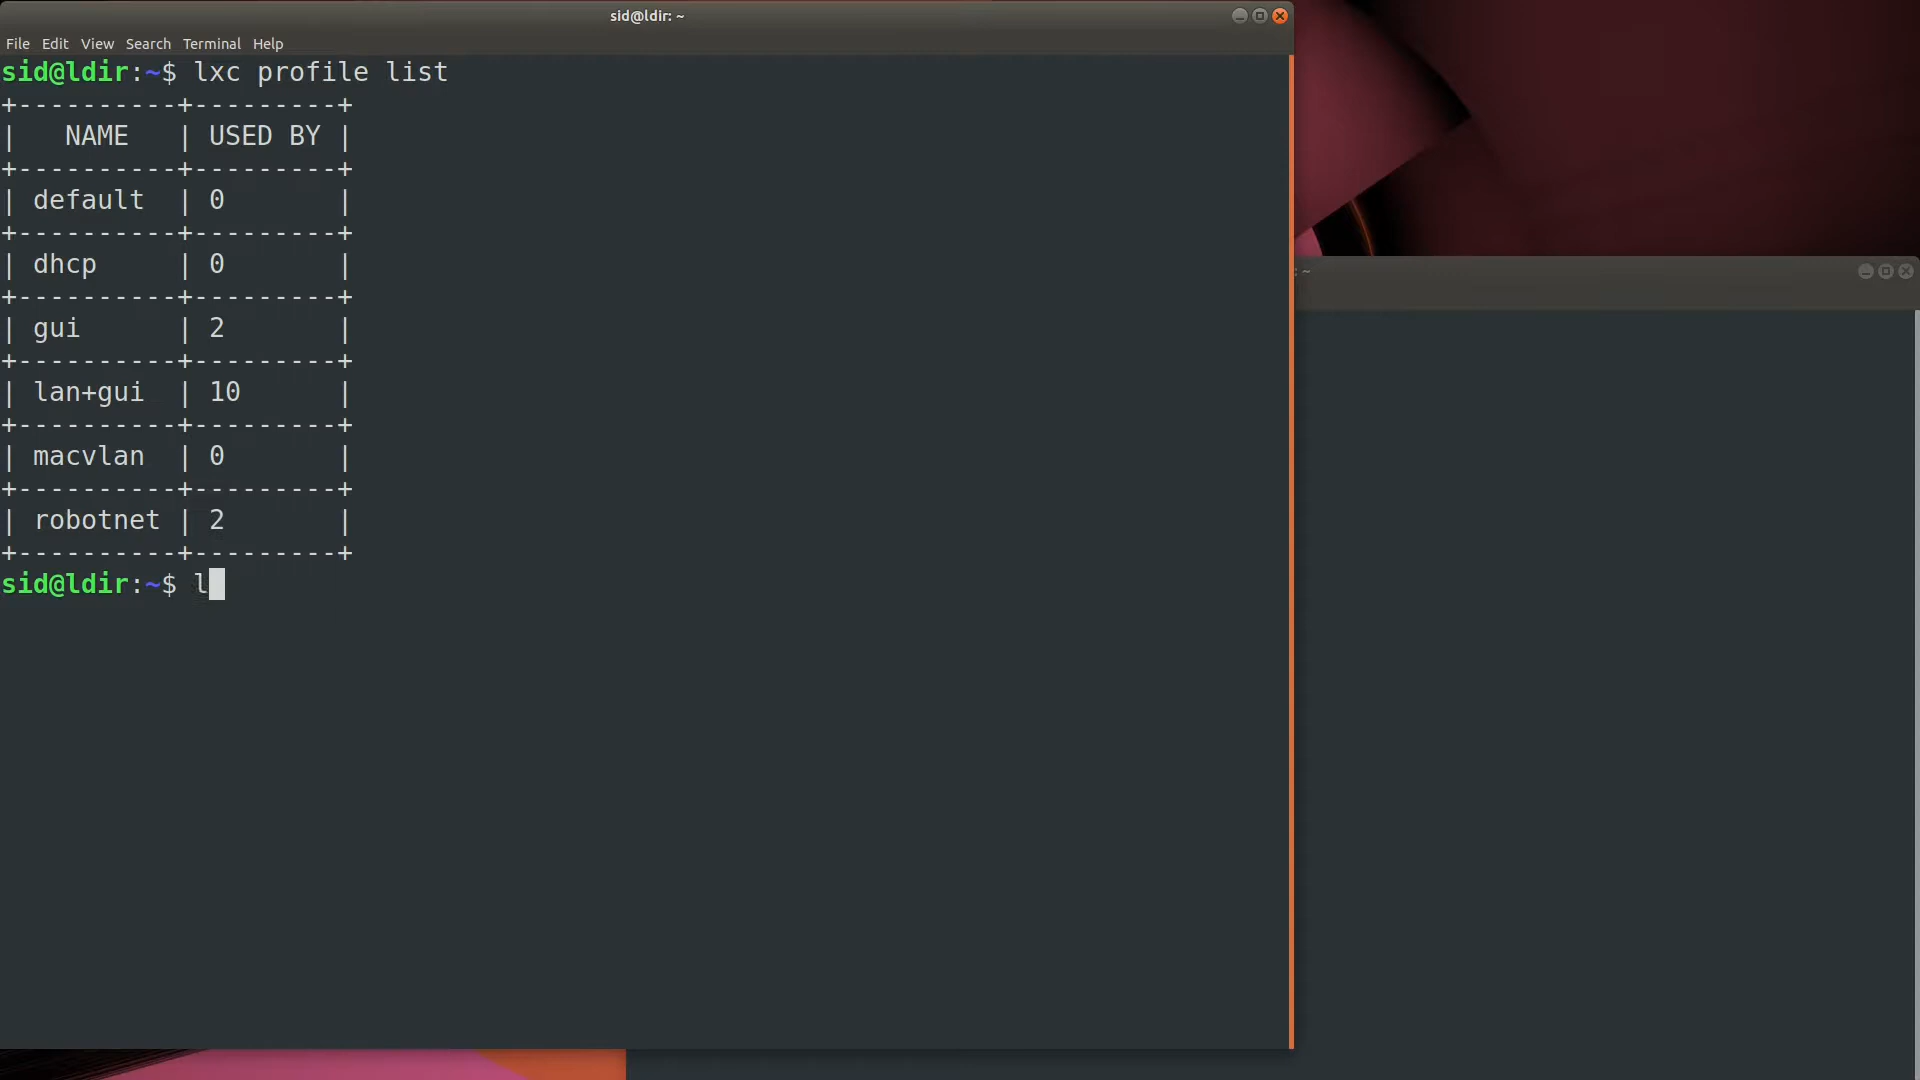 sid@ldir: ~
File Edit View Search Terminal Help
sid@ldir:~$ lxc profile list
+----------+---------+
|   NAME   | USED BY |
+----------+---------+
| default  | 0       |
+----------+---------+
| dhcp     | 0       |
+----------+---------+
| gui      | 2       |
+----------+---------+
| lan+gui  | 10      |
+----------+---------+
| macvlan  | 0       |
+----------+---------+
| robotnet | 2       |
+----------+---------+
sid@ldir:~$ l
: ~